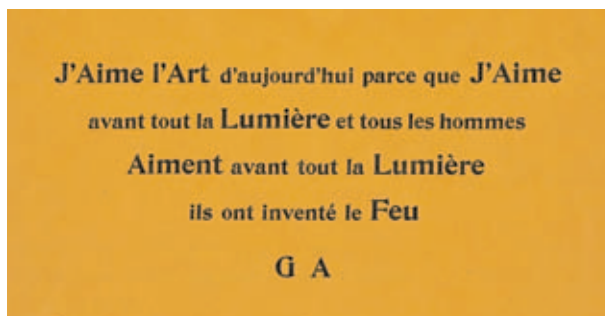 J'Aime l'Art d'aujourd'hui parce que J'Aime
avant tout la Lumière et tous les hommes
Aiment avant tout la Lumière
ils ont inventé le Feu
G A